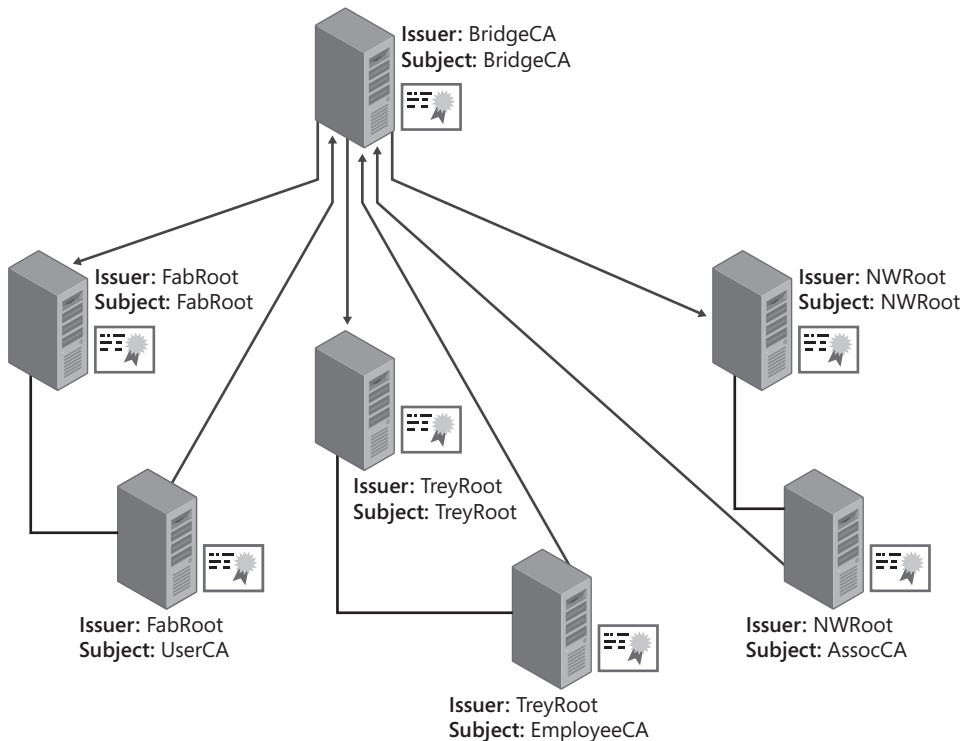 Issuer: BridgeCA
Subject: BridgeCA
Issuer: FabRoot
Subject: FabRoot
Issuer: NWRoot
Subject: NWRoot
Issuer: TreyRoot
Subject: TreyRoot
Issuer: FabRoot
Subject: UserCA
Issuer: NWRoot
Subject: AssocCA
Issuer: TreyRoot
Subject: EmployeeCA